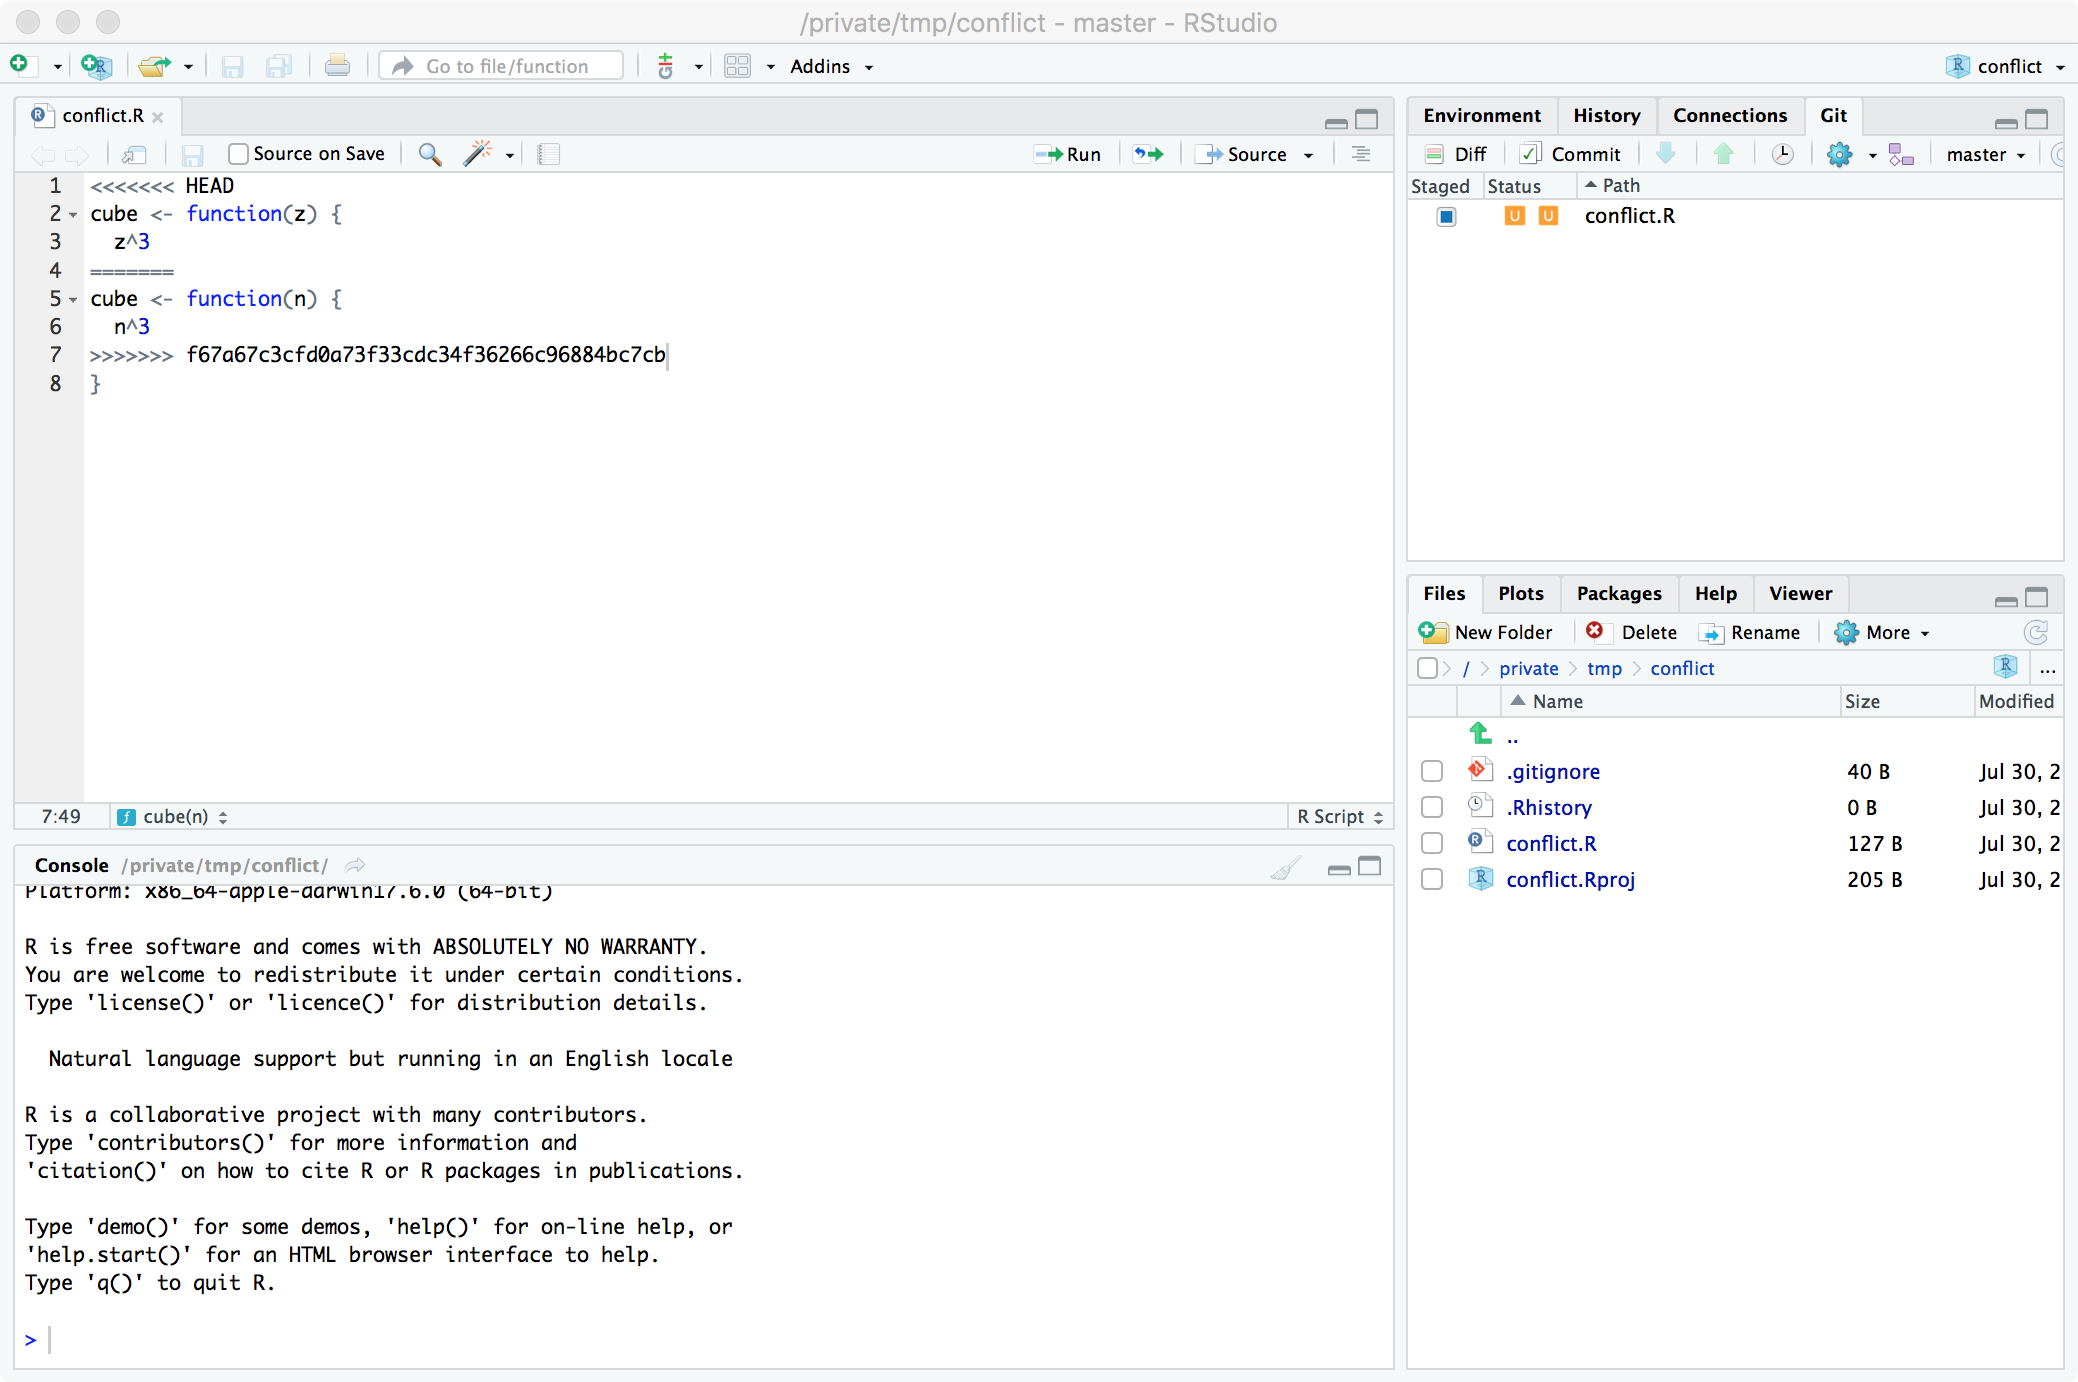 /private/tmp/conflict - master - RStudio
Go to file/function
Addins
conflict
conflict.R
Source on Save
Run
Source
1 <<<<<<< HEAD
2 cube <- function(z) {
3   z^3
4 =======
5 cube <- function(n) {
6   n^3
7 >>>>>>> f67a67c3cfd0a73f33cdc34f36266c96884bc7cb
8 }
7:49 cube(n) R Script
Console /private/tmp/conflict/
Platform: x86_64-apple-darwin17.6.0 (64-bit)
R is free software and comes with ABSOLUTELY NO WARRANTY.
You are welcome to redistribute it under certain conditions.
Type 'license()' or 'licence()' for distribution details.
  Natural language support but running in an English locale
R is a collaborative project with many contributors.
Type 'contributors()' for more information and
'citation()' on how to cite R or R packages in publications.
Type 'demo()' for some demos, 'help()' for on-line help, or
'help.start()' for an HTML browser interface to help.
Type 'q()' to quit R.
>
Environment History Connections Git
Diff Commit master
Staged Status Path
U U conflict.R
Files Plots Packages Help Viewer
New Folder Delete Rename More
/ private tmp conflict ...
Name Size Modified
..
.gitignore 40 B Jul 30, 2
.Rhistory 0 B Jul 30, 2
conflict.R 127 B Jul 30, 2
conflict.Rproj 205 B Jul 30, 2